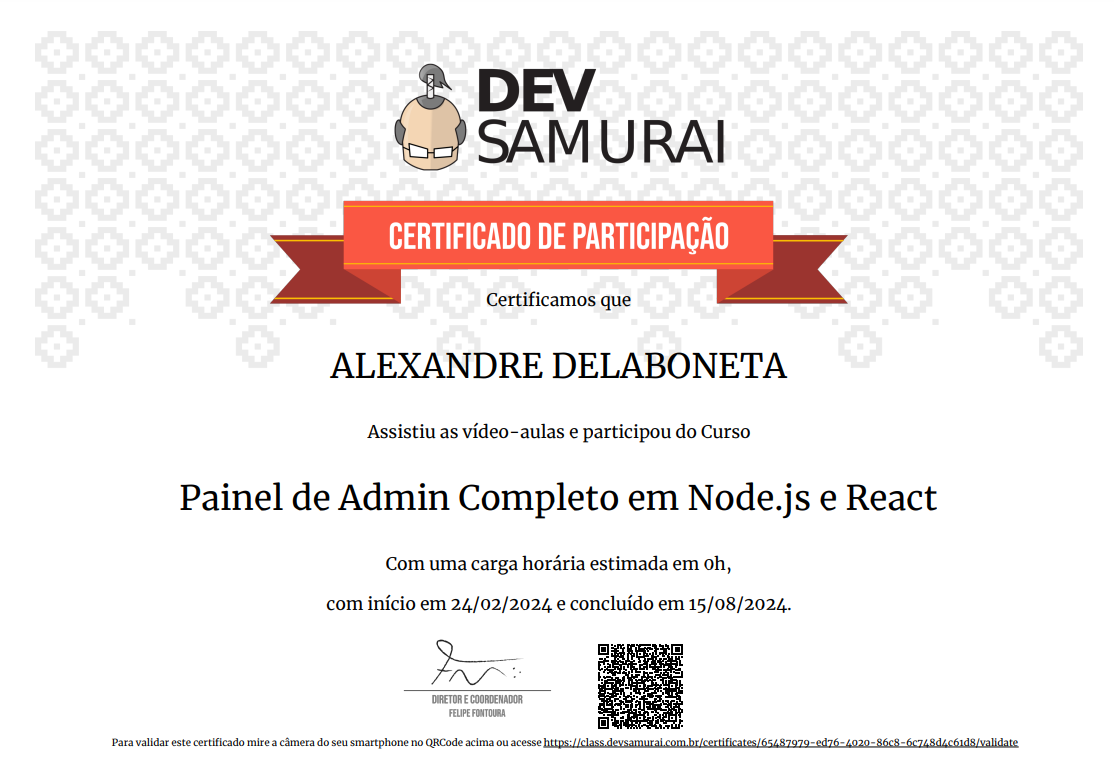 DEV
SAMURAI
CERTIFICADO DE PARTICIPAÇÃO
Certificamos que
ALEXANDRE DELABONETA
Assistiu as vídeo-aulas e participou do Curso
Painel de Admin Completo em Node.js e React
Com uma carga horária estimada em 0h,
com início em 24/02/2024 e concluído em 15/08/2024.
DIRETOR E COORDENADOR
FELIPE FONTOURA
Para validar este certificado mire a câmera do seu smartphone no QRCode acima ou acesse https://class.devsamurai.com.br/certificates/65487979-ed76-4020-86c8-6c748d4c61d8/validate